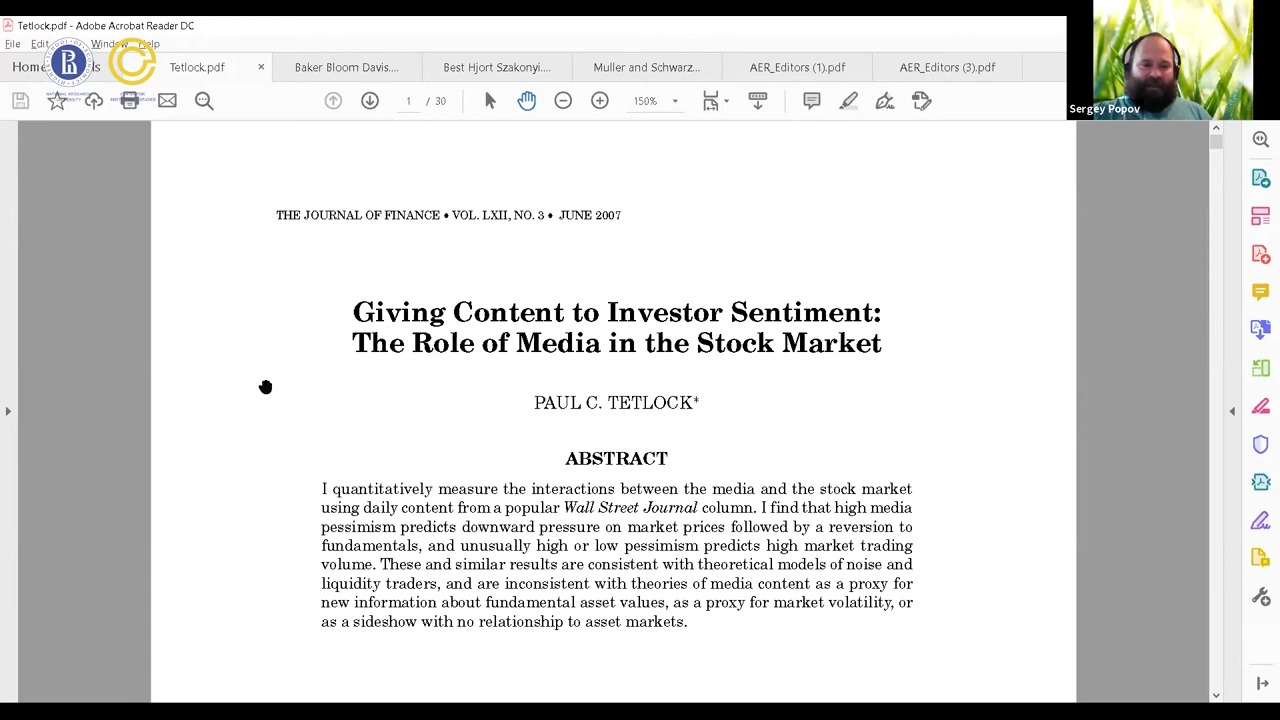 Tetlock.pdf - Adobe Acrobat Reader DC
File Edit Window Help
Home Tetlock.pdf × Baker Bloom Davis.... Best Hjort Szakonyi.... Muller and Schwarz... AER_Editors (1).pdf AER_Editors (3).pdf
1 / 30 150%
Sergey Popov
THE JOURNAL OF FINANCE • VOL. LXII, NO. 3 • JUNE 2007
Giving Content to Investor Sentiment:
The Role of Media in the Stock Market
PAUL C. TETLOCK*
ABSTRACT
I quantitatively measure the interactions between the media and the stock market
using daily content from a popular Wall Street Journal column. I find that high media
pessimism predicts downward pressure on market prices followed by a reversion to
fundamentals, and unusually high or low pessimism predicts high market trading
volume. These and similar results are consistent with theoretical models of noise and
liquidity traders, and are inconsistent with theories of media content as a proxy for
new information about fundamental asset values, as a proxy for market volatility, or
as a sideshow with no relationship to asset markets.